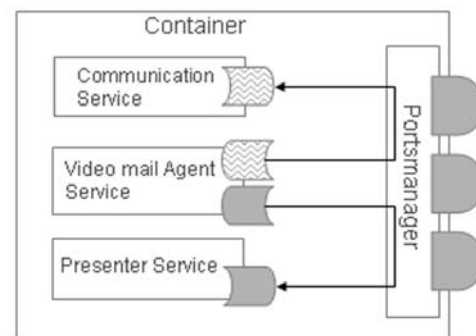 Container
Communication
Service
Video mail Agent
Service
Presenter Service
Portsmanager